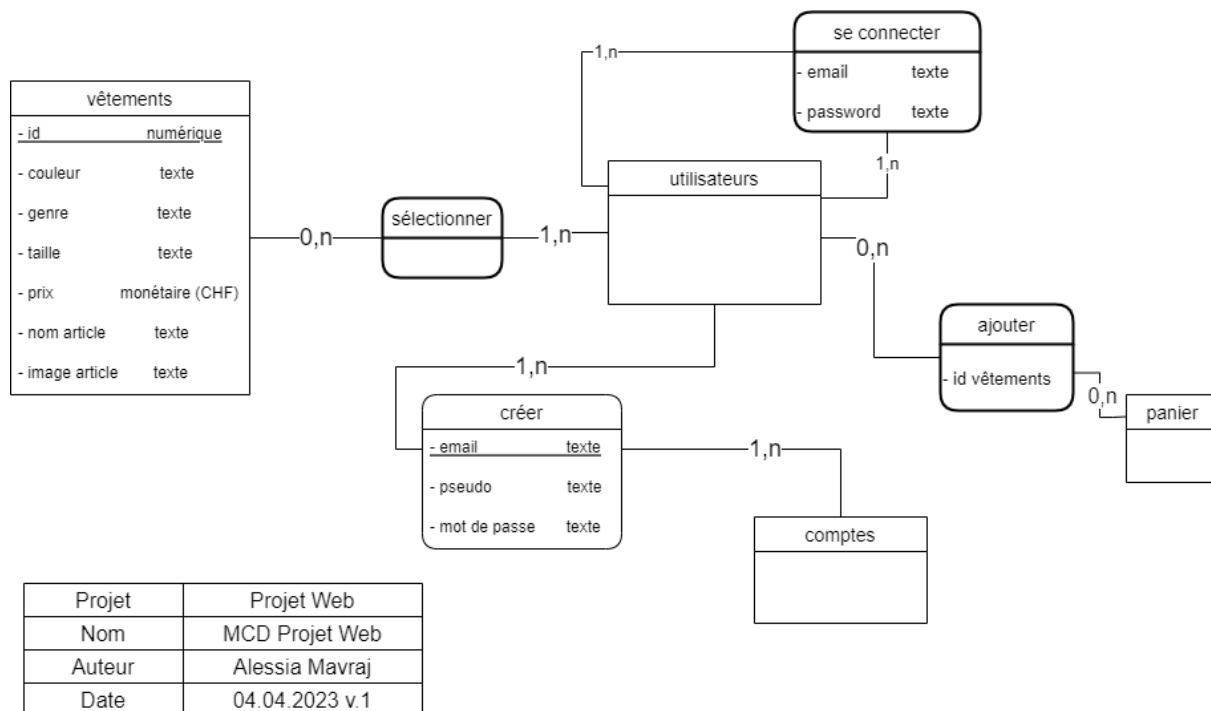 se connecter
- email texte
- password texte
1,n
1,n
vêtements
- id numérique
- couleur texte
- genre texte
- taille texte
- prix monétaire (CHF)
- nom article texte
- image article texte
0,n
sélectionner
1,n
utilisateurs
0,n
ajouter
- id vêtements
0,n
panier
1,n
créer
- email texte
- pseudo texte
- mot de passe texte
1,n
comptes
Projet Projet Web
Nom MCD Projet Web
Auteur Alessia Mavraj
Date 04.04.2023 v.1